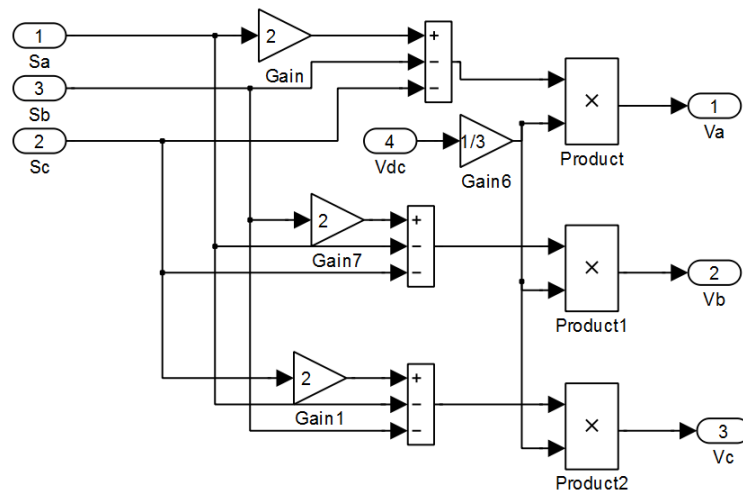 1
Sa
3
Sb
2
Sc
2
Gain
+
−
−
4
Vdc
1/3
Gain6
×
Product
1
Va
2
Gain7
+
−
−
×
Product1
2
Vb
2
Gain1
+
−
−
×
Product2
3
Vc